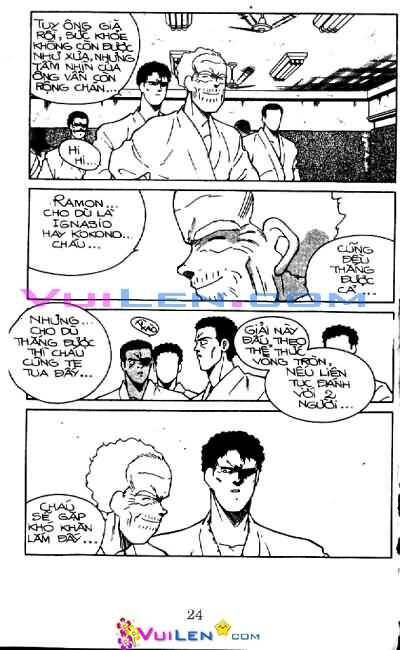 TUY ÔNG GIÀ
RỒI, SỨC KHỎE
KHÔNG CÒN ĐƯỢC
NHƯ XƯA, NHƯNG
TẦM NHÌN CỦA
ÔNG VẪN CÒN
RỘNG CHÁN...
HI
HI...
RAMON...
CHO DÙ LÀ
IGNASIO
HAY KOKONO...
CHÁU...
CŨNG
ĐỀU
THẮNG
ĐƯỢC
CẢ...
VUILEN.COM
NHƯNG...
CHO DÙ
THẮNG ĐƯỢC
THÌ CHÁU
CŨNG TE
TUA ĐẤY...
GIẢI NÀY
ĐẤU THEO
THỂ THỨC
VÒNG TRÒN,
NẾU LIÊN
TỤC ĐÁNH
VỚI 2
NGƯỜI...
CHÁU
SẼ GẶP
KHÓ KHĂN
LẮM ĐẤY...
24
VUILEN.COM